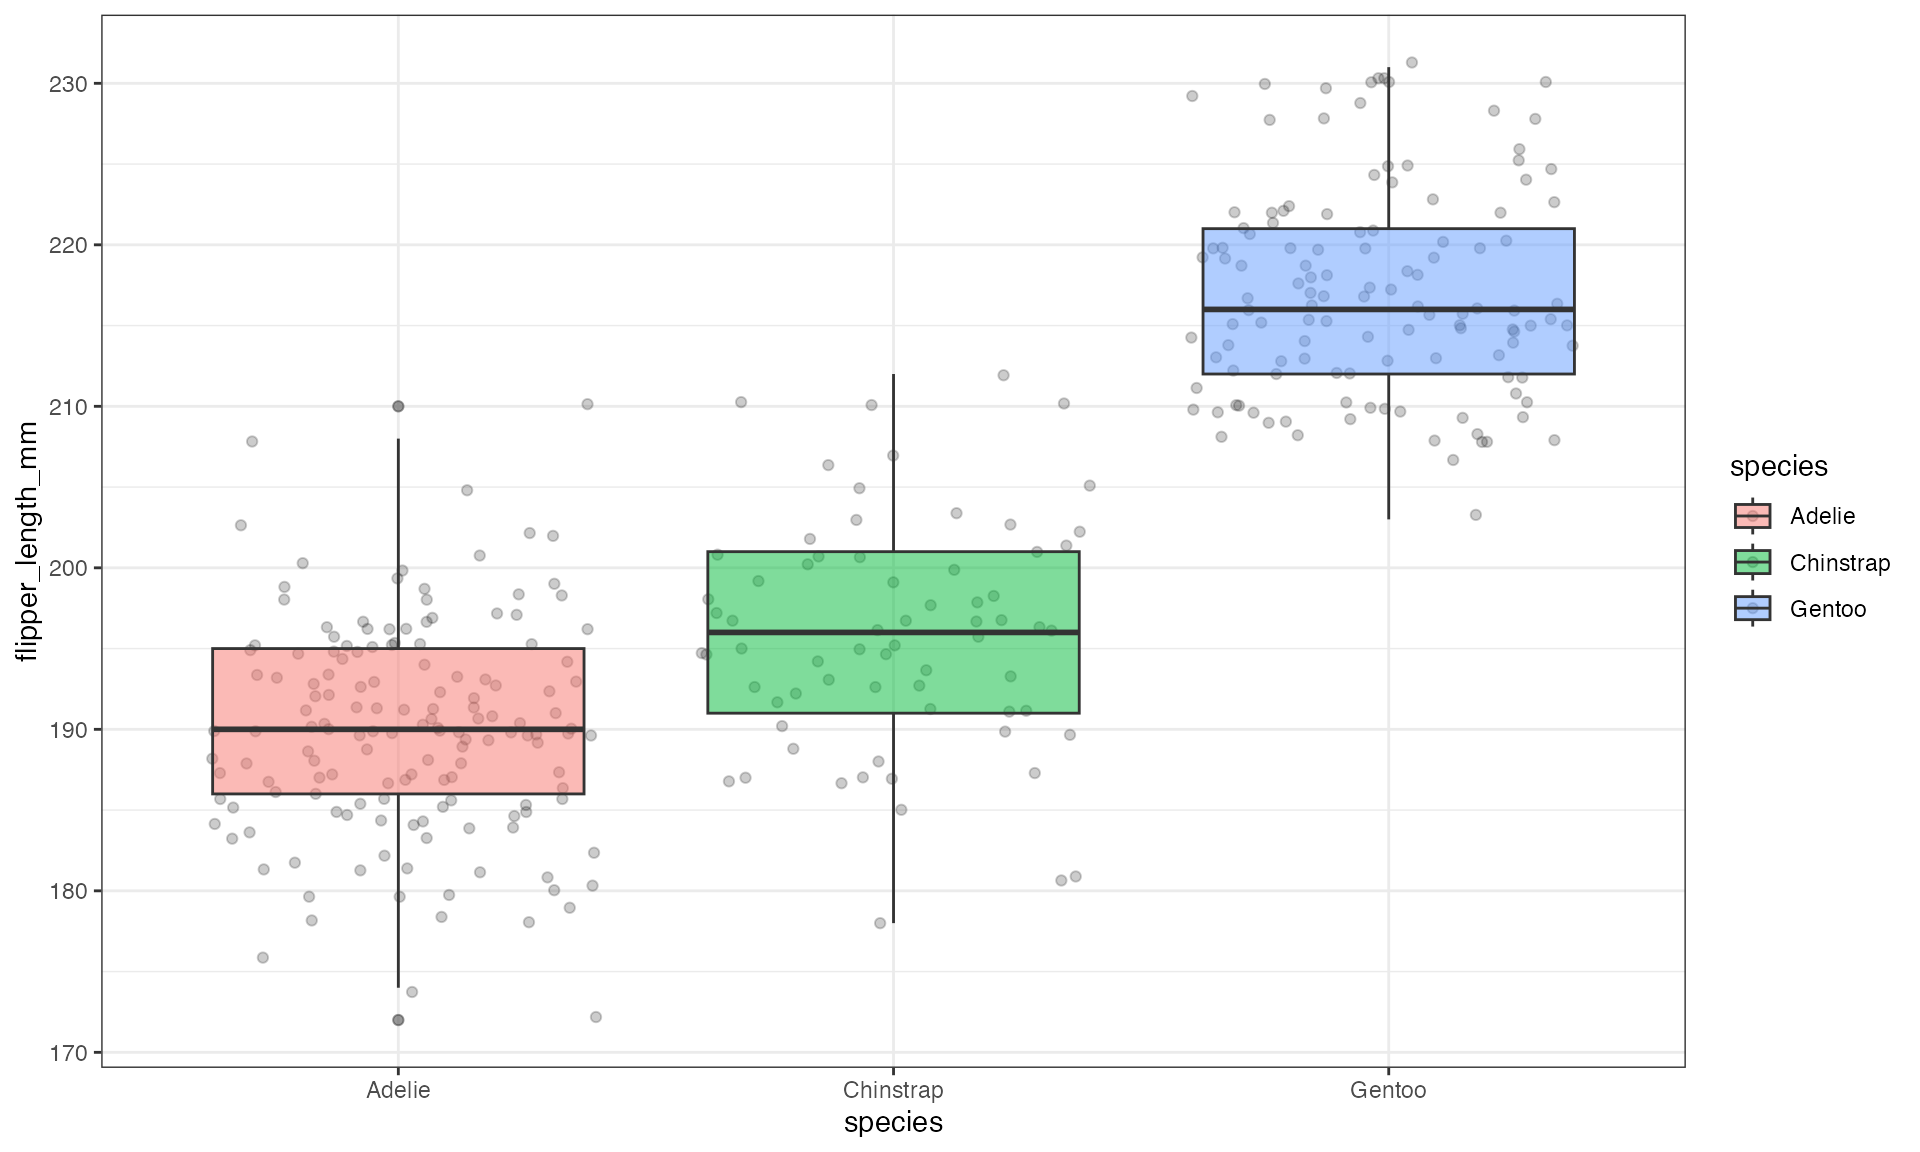 flipper_length_mm
230
220
210
200
190
180
170
Adelie
Chinstrap
Gentoo
species
species
Adelie
Chinstrap
Gentoo